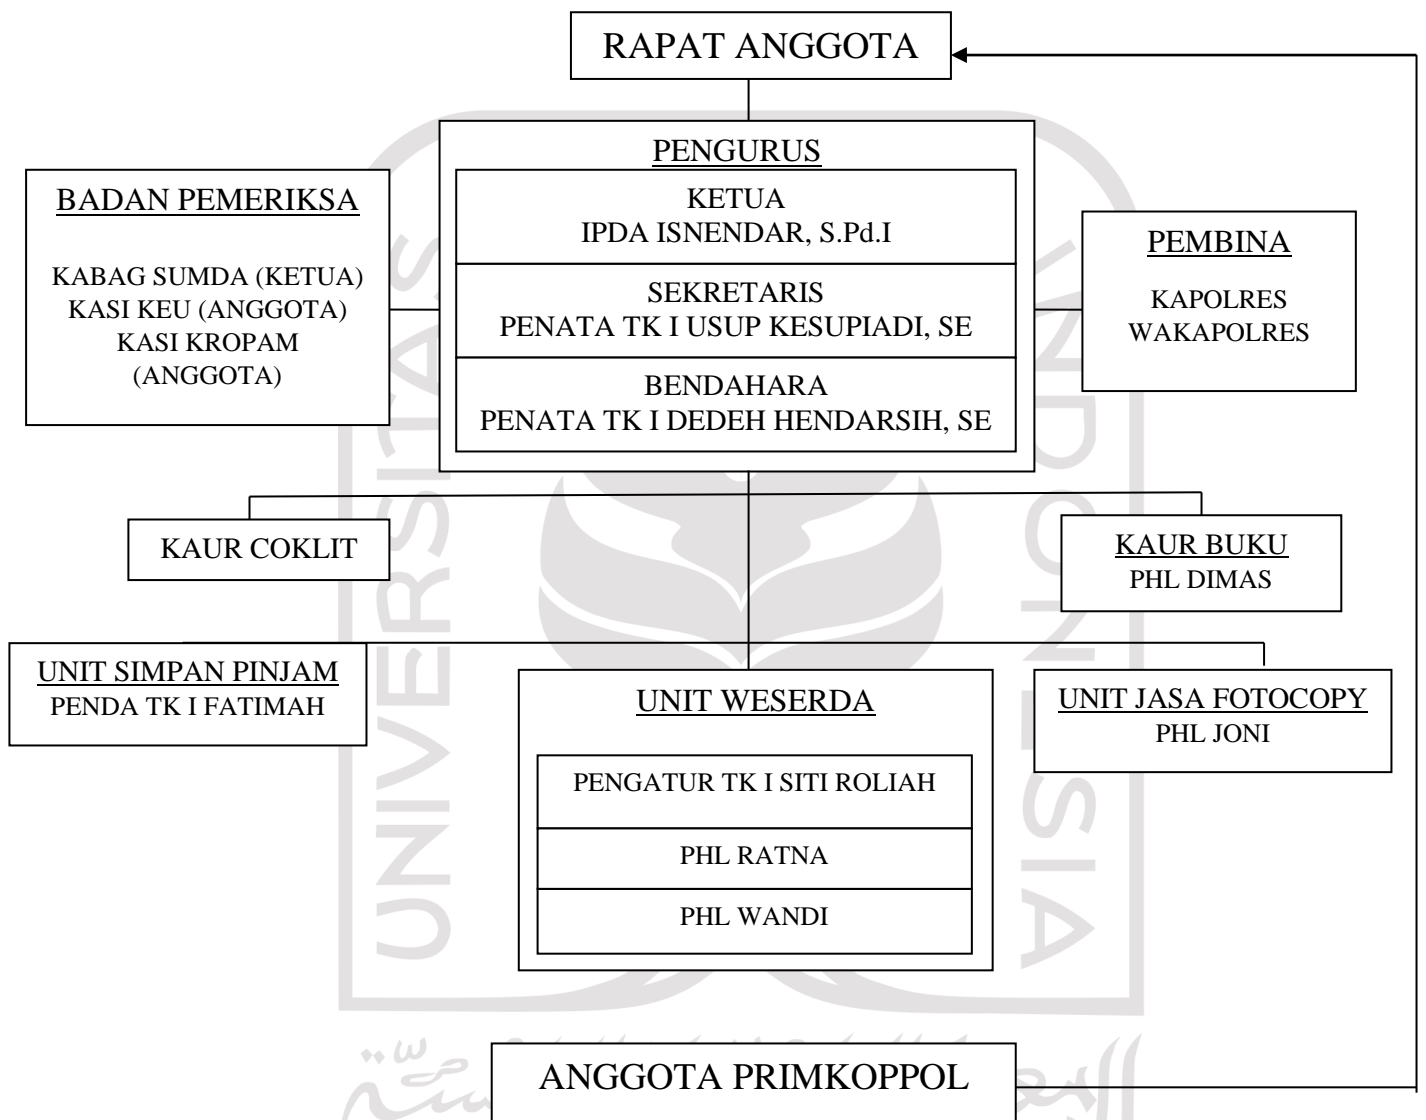 RAPAT ANGGOTA
PENGURUS
KETUA
IPDA ISNENDAR, S.Pd.I
SEKRETARIS
PENATA TK I USUP KESUPIADI, SE
BENDAHARA
PENATA TK I DEDEH HENDARSIH, SE
BADAN PEMERIKSA
KABAG SUMDA (KETUA)
KASI KEU (ANGGOTA)
KASI KROPAM
(ANGGOTA)
PEMBINA
KAPOLRES
WAKAPOLRES
KAUR COKLIT
KAUR BUKU
PHL DIMAS
UNIT SIMPAN PINJAM
PENDA TK I FATIMAH
UNIT WESERDA
PENGATUR TK I SITI ROLIAH
PHL RATNA
PHL WANDI
UNIT JASA FOTOCOPY
PHL JONI
ANGGOTA PRIMKOPPOL
UNIVERSITAS
INDONESIA